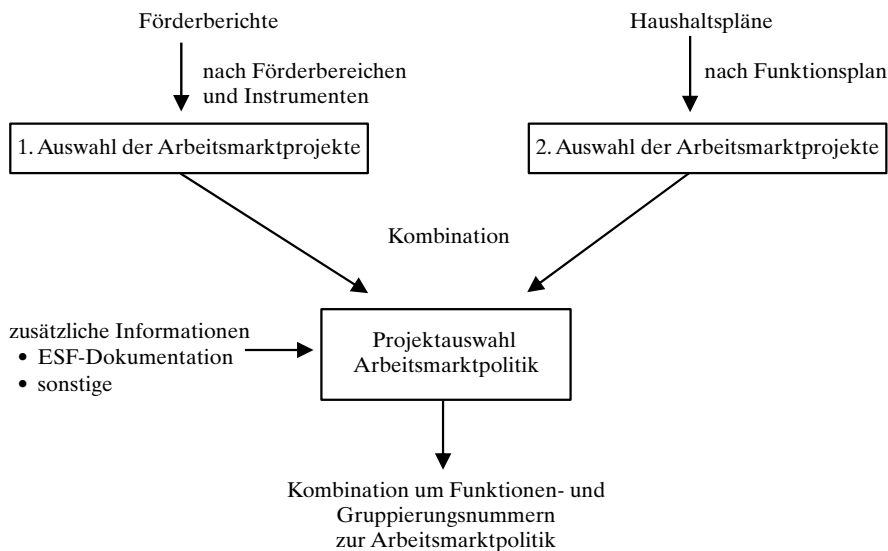 Förderberichte
Haushaltspläne
nach Förderbereichen
und Instrumenten
nach Funktionsplan
1. Auswahl der Arbeitsmarktprojekte
2. Auswahl der Arbeitsmarktprojekte
Kombination
zusätzliche Informationen
• ESF-Dokumentation
• sonstige
Projektauswahl
Arbeitsmarktpolitik
Kombination um Funktionen- und
Gruppierungsnummern
zur Arbeitsmarktpolitik